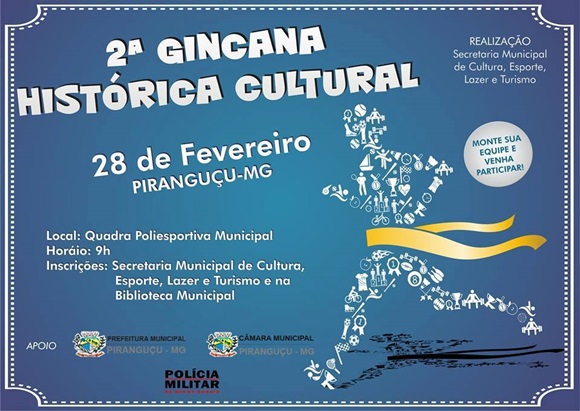 2ª GINCANA
HISTÓRICA CULTURAL
28 de Fevereiro
PIRANGUÇU-MG
REALIZAÇÃO
Secretaria Municipal
de Cultura, Esporte,
Lazer e Turismo
MONTE SUA
EQUIPE E
VENHA
PARTICIPAR!
Local: Quadra Poliesportiva Municipal
Horáio: 9h
Inscrições: Secretaria Municipal de Cultura,
Esporte, Lazer e Turismo e na
Biblioteca Municipal
APOIO
PREFEITURA MUNICIPAL
PIRANGUÇU - MG
CÂMARA MUNICIPAL
PIRANGUÇU - MG
POLÍCIA
MILITAR